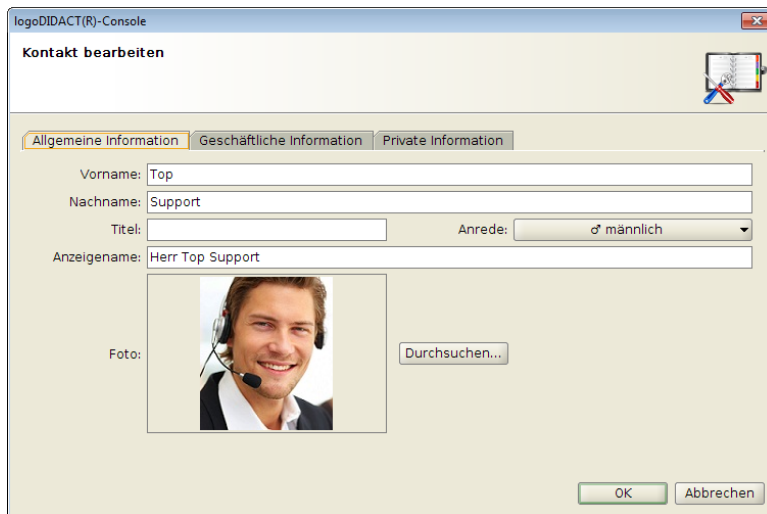 logoDIDACT(R)-Console
Kontakt bearbeiten
Allgemeine Information Geschäftliche Information Private Information
Vorname: Top
Nachname: Support
Titel: Anrede: ♂ männlich
Anzeigename: Herr Top Support
Foto: Durchsuchen...
OK Abbrechen